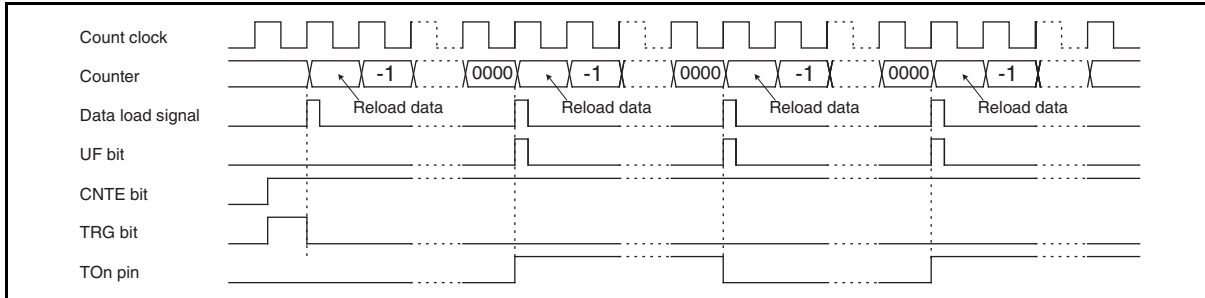 Count clock
Counter
-1 0000 -1 0000 -1 0000 -1
Reload data Reload data Reload data Reload data
Data load signal
UF bit
CNTE bit
TRG bit
TOn pin